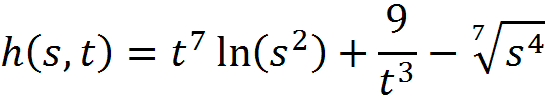 h(s, t) = t⁷ ln(s²) + 9/t³ − ⁷√(s⁴)